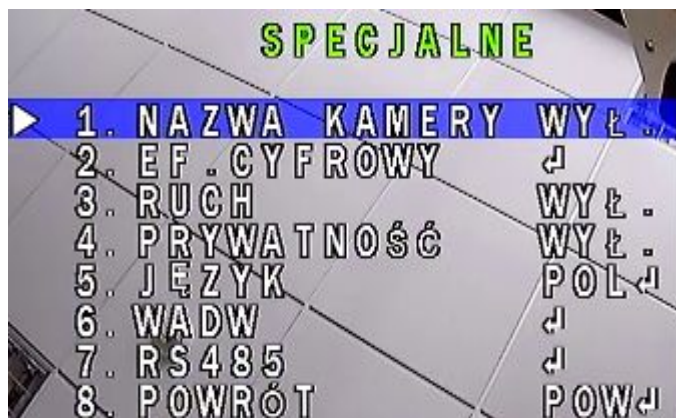 SPECJALNE
1. NAZWA KAMERY WYŁ.
2. EF.CYFROWY ↲
3. RUCH WYŁ.
4. PRYWATNOŚĆ WYŁ.
5. JĘZYK POL↲
6. WADW ↲
7. RS485 ↲
8. POWRÓT POW↲